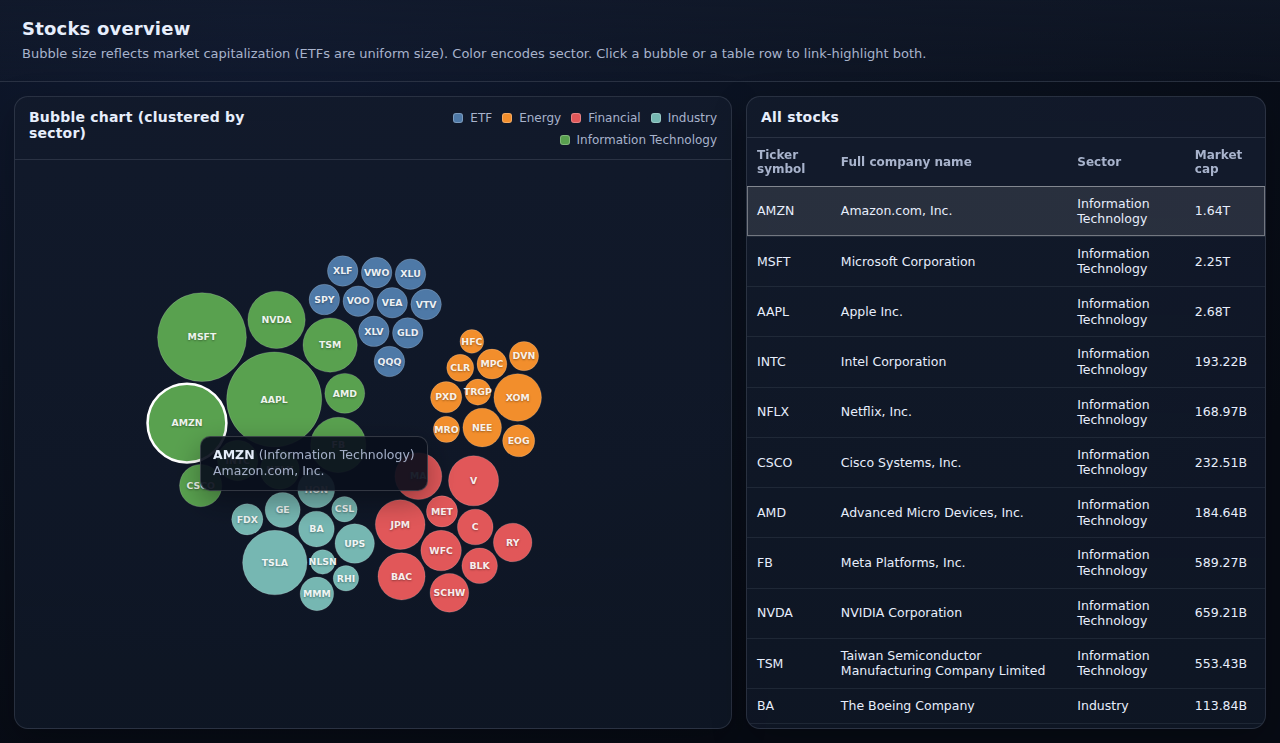 Stocks overview
Bubble size reflects market capitalization (ETFs are uniform size). Color encodes sector. Click a bubble or a table row to link-highlight both.
Bubble chart (clustered by
sector)
ETF
Energy
Financial
Industry
Information Technology
XLF
VWO
XLU
SPY
VOO
VEA
VTV
XLV
GLD
QQQ
MSFT
NVDA
TSM
AAPL
AMD
AMZN
HFC
CLR
MPC
DVN
PXD
TRGP
XOM
MRO
NEE
EOG
AMZN (Information Technology)
Amazon.com, Inc.
V
FDX
GE
CSL
BA
UPS
TSLA
NLSN
RHI
MMM
JPM
MET
C
WFC
RY
BLK
BAC
SCHW
All stocks
Ticker
symbol
Full company name
Sector
Market
cap
AMZN
Amazon.com, Inc.
Information
Technology
1.64T
MSFT
Microsoft Corporation
Information
Technology
2.25T
AAPL
Apple Inc.
Information
Technology
2.68T
INTC
Intel Corporation
Information
Technology
193.22B
NFLX
Netflix, Inc.
Information
Technology
168.97B
CSCO
Cisco Systems, Inc.
Information
Technology
232.51B
AMD
Advanced Micro Devices, Inc.
Information
Technology
184.64B
FB
Meta Platforms, Inc.
Information
Technology
589.27B
NVDA
NVIDIA Corporation
Information
Technology
659.21B
TSM
Taiwan Semiconductor
Manufacturing Company Limited
Information
Technology
553.43B
BA
The Boeing Company
Industry
113.84B